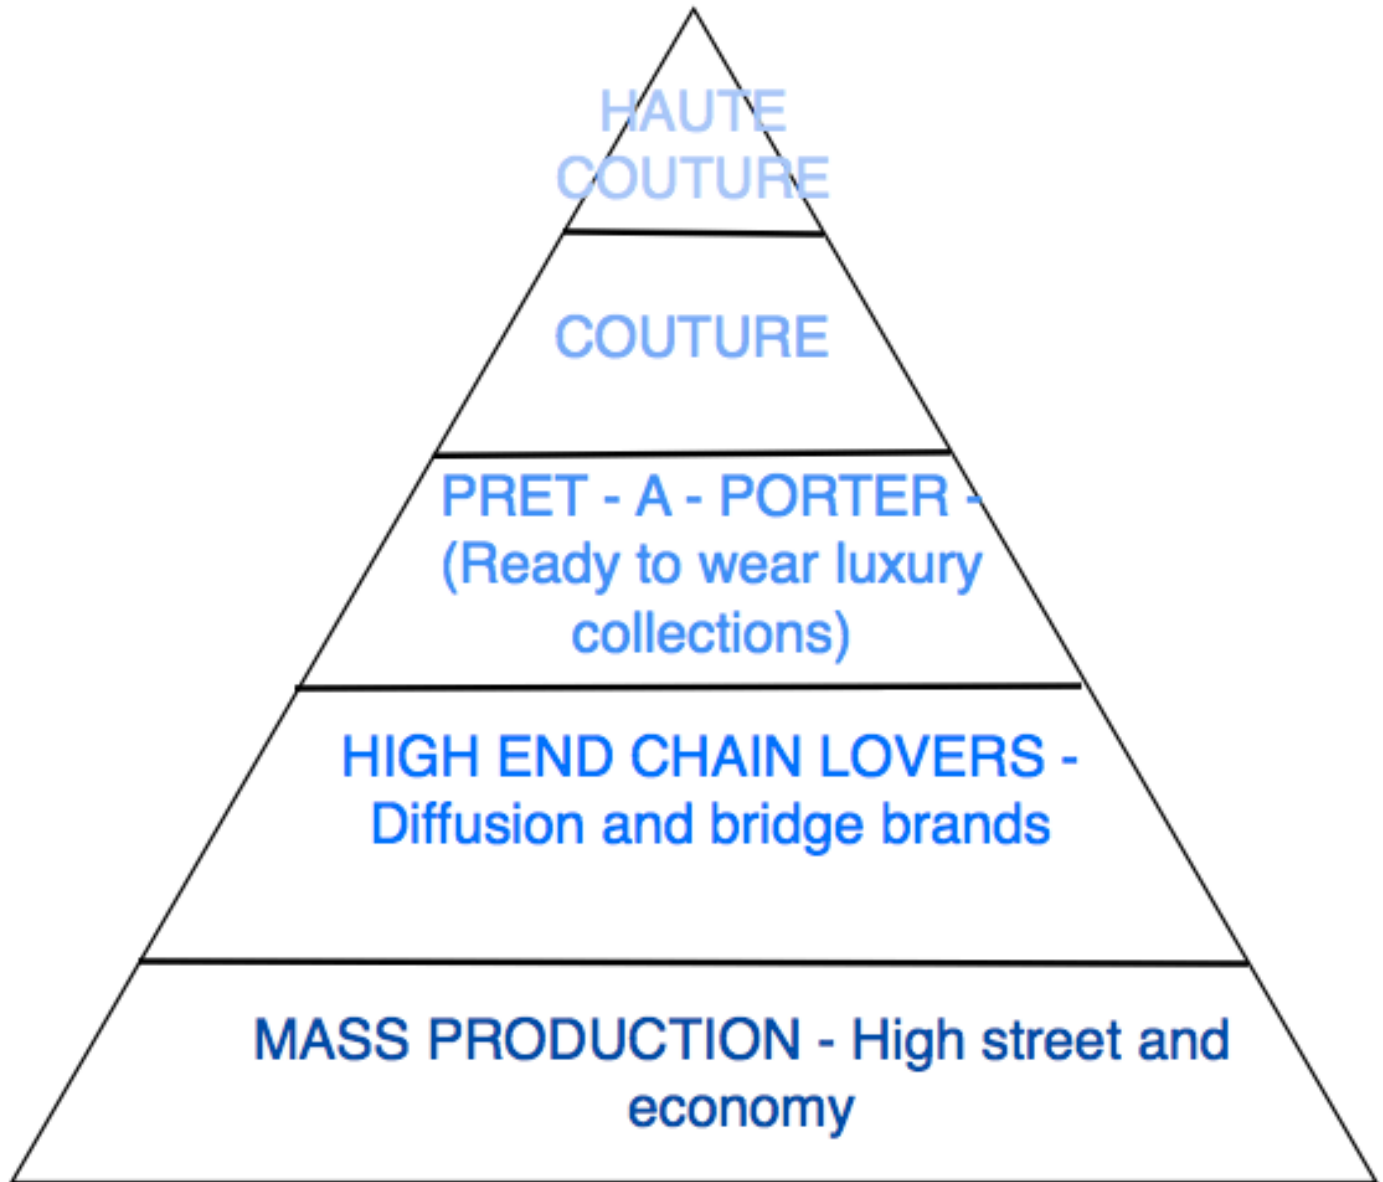 HAUTE
COUTURE
COUTURE
PRET - A - PORTER -
(Ready to wear luxury
collections)
HIGH END CHAIN LOVERS -
Diffusion and bridge brands
MASS PRODUCTION - High street and
economy